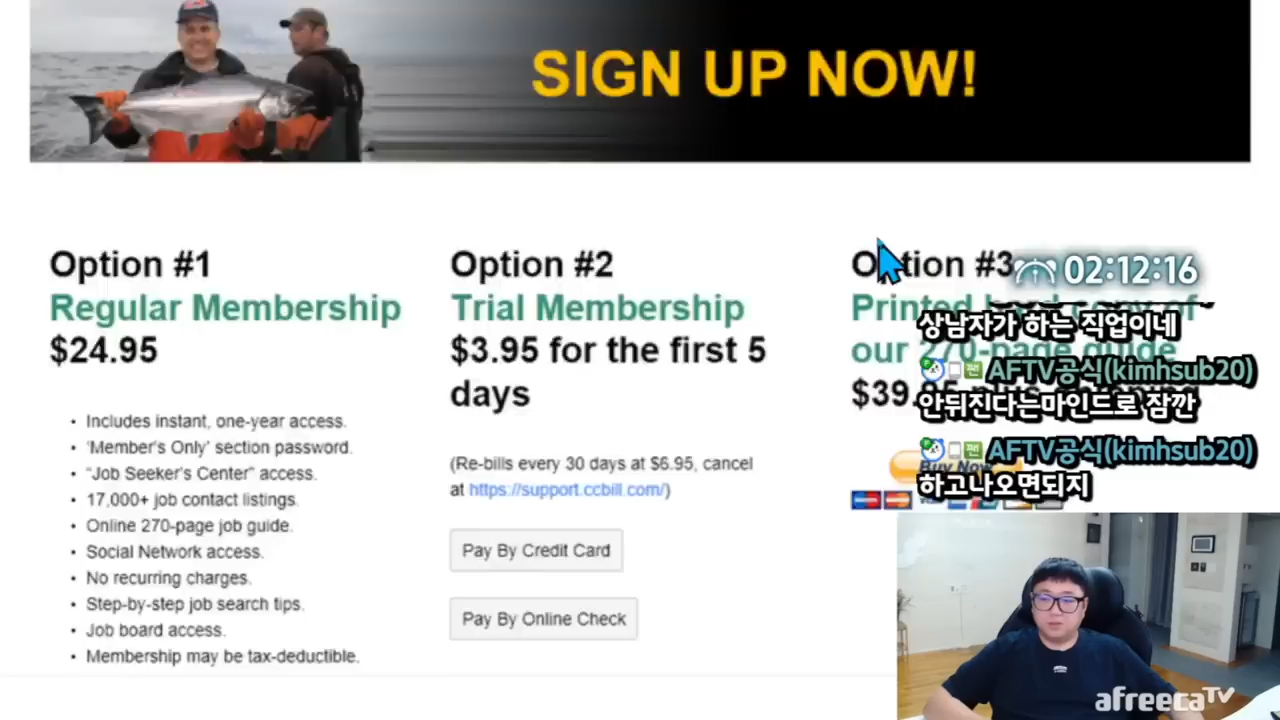 SIGN UP NOW!
Option #1
Regular Membership
$24.95
• Includes instant, one-year access.
• ‘Member's Only’ section password.
• “Job Seeker's Center” access.
• 17,000+ job contact listings.
• Online 270-page job guide.
• Social Network access.
• No recurring charges.
• Step-by-step job search tips.
• Job board access.
• Membership may be tax-deductible.
Option #2
Trial Membership
$3.95 for the first 5
days
(Re-bills every 30 days at $6.95, cancel
at https://support.ccbill.com/)
Pay By Credit Card
Pay By Online Check
Option #3
Printed hard copy of
our 270-page guide
Buy Now
02:12:16
상남자가 하는 직업이네
AFTV공식(kimhsub20)
안뒤진다는마인드로 잠깐
AFTV공식(kimhsub20)
하고나오면되지
afreecaTV